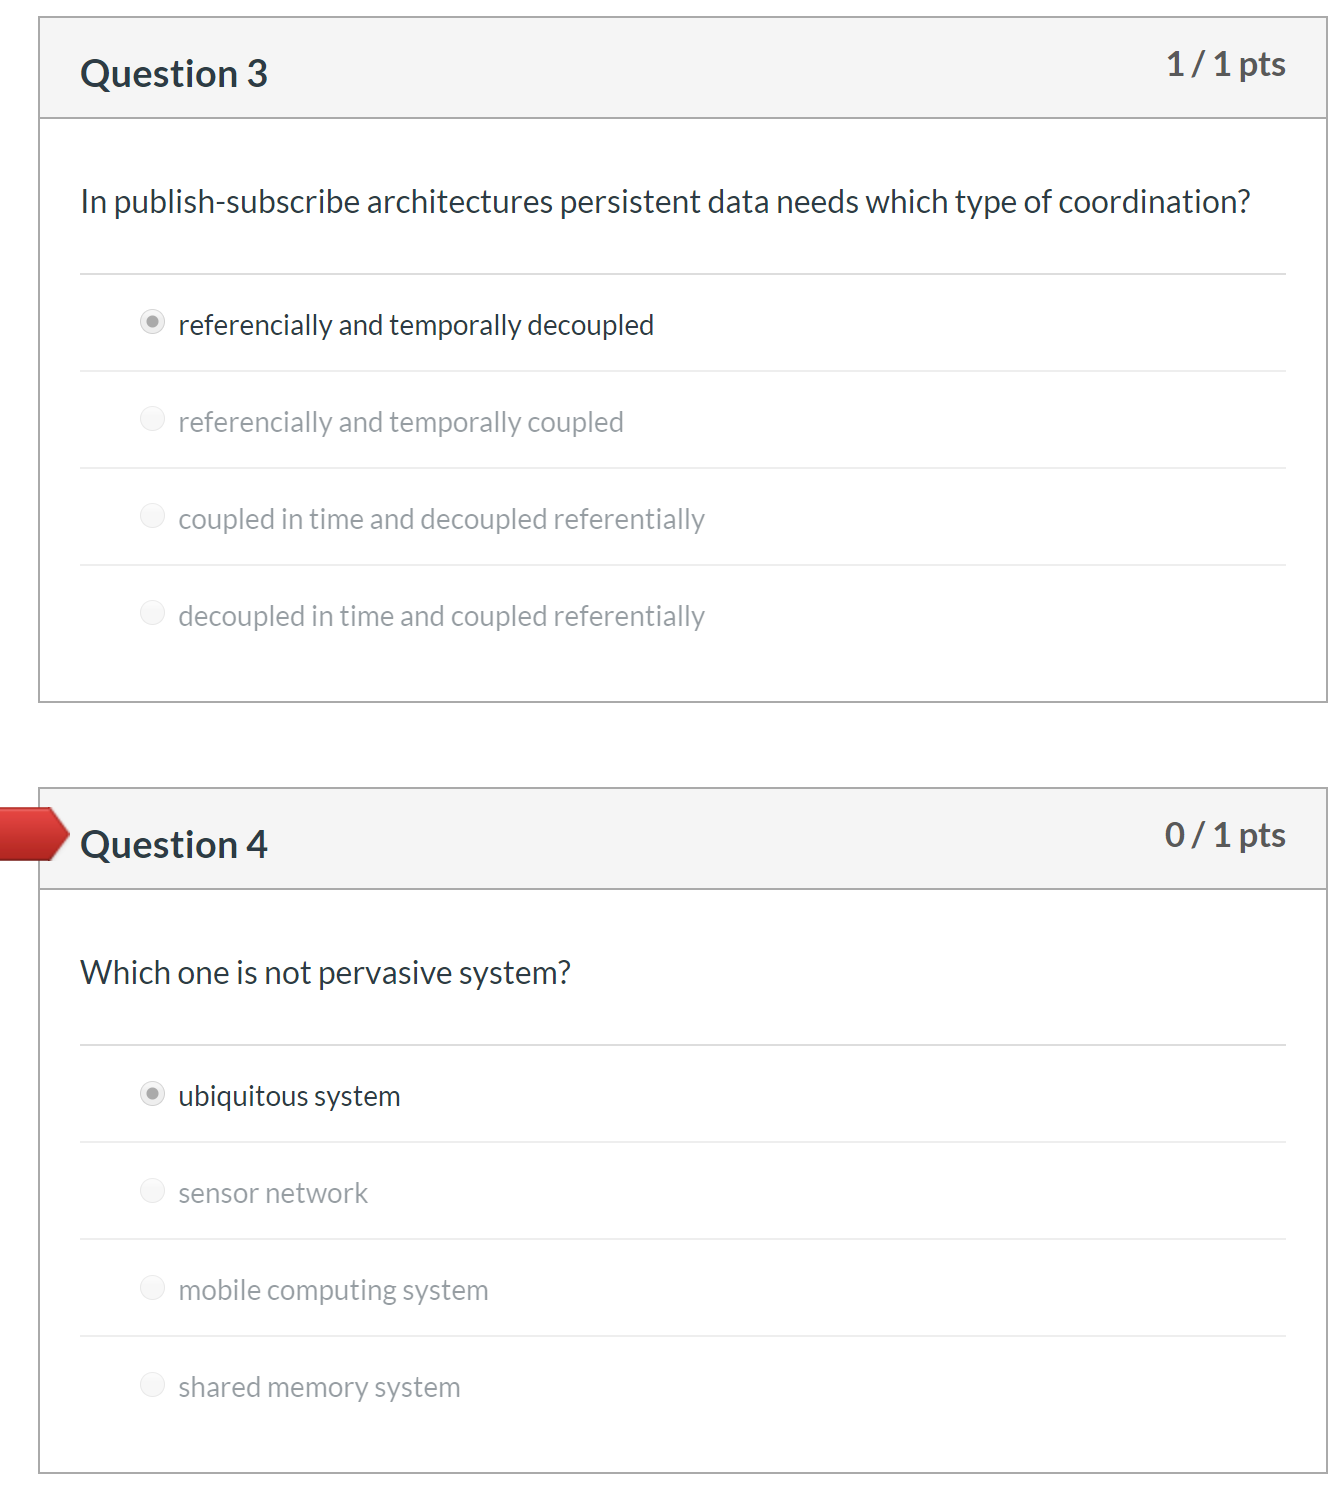 Question 3
1 / 1 pts
In publish-subscribe architectures persistent data needs which type of coordination?
referencially and temporally decoupled
referencially and temporally coupled
coupled in time and decoupled referentially
decoupled in time and coupled referentially
Question 4
0 / 1 pts
Which one is not pervasive system?
ubiquitous system
sensor network
mobile computing system
shared memory system